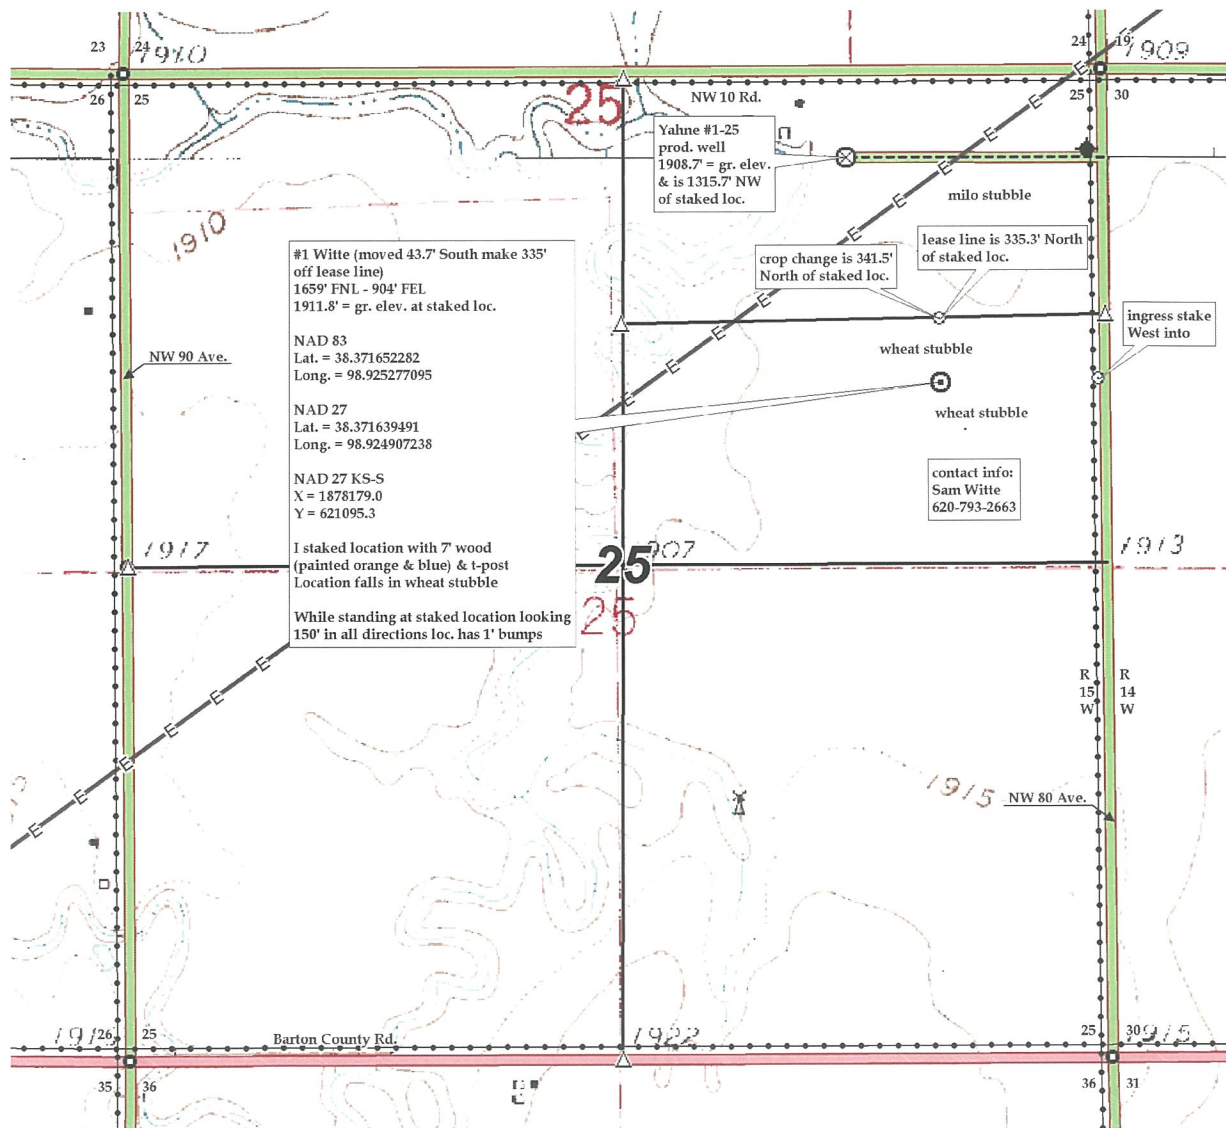 23 24
1910
24 19
1909
26 25
25 30
25
NW 10 Rd.
Yahne #1-25
prod. well
1908.7' = gr. elev.
& is 1315.7' NW
of staked loc.
milo stubble
1910
#1 Witte (moved 43.7' South make 335'
off lease line)
1659' FNL - 904' FEL
1911.8' = gr. elev. at staked loc.
NAD 83
Lat. = 38.371652282
Long. = 98.925277095
NAD 27
Lat. = 38.371639491
Long. = 98.924907238
NAD 27 KS-S
X = 1878179.0
Y = 621095.3
I staked location with 7' wood
(painted orange & blue) & t-post
Location falls in wheat stubble
While standing at staked location looking
150' in all directions loc. has 1' bumps
crop change is 341.5'
North of staked loc.
lease line is 335.3' North
of staked loc.
ingress stake
West into
NW 90 Ave.
wheat stubble
wheat stubble
contact info:
Sam Witte
620-793-2663
E E E E E E E E E E E E
E E E E E E E
1917
25
907
1913
25
R
15
W
R
14
W
1915
NW 80 Ave.
26 25
Barton County Rd.
1922
25 30
1915
35 36
36 31